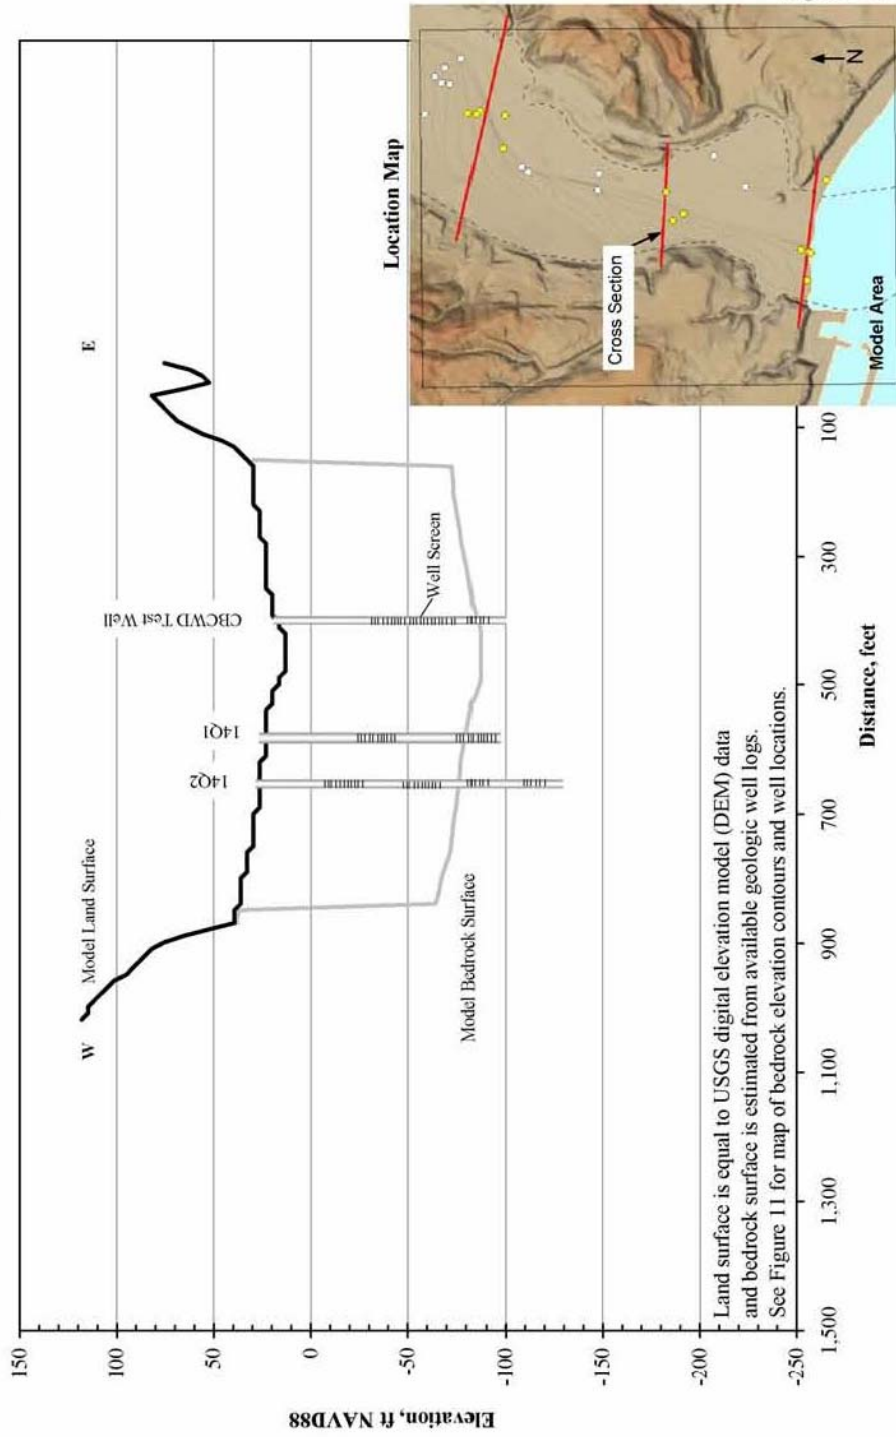 Elevation, ft NAVD88
150
100
50
0
-50
-100
-150
-200
-250
W
Model Land Surface
14Q2
14Q1
CBCWD Test Well
E
Well Screen
Model Bedrock Surface
Land surface is equal to USGS digital elevation model (DEM) data
and bedrock surface is estimated from available geologic well logs.
See Figure 11 for map of bedrock elevation contours and well locations.
1,500
1,300
1,100
900
700
500
300
100
Distance, feet
Location Map
Cross Section
N
Model Area